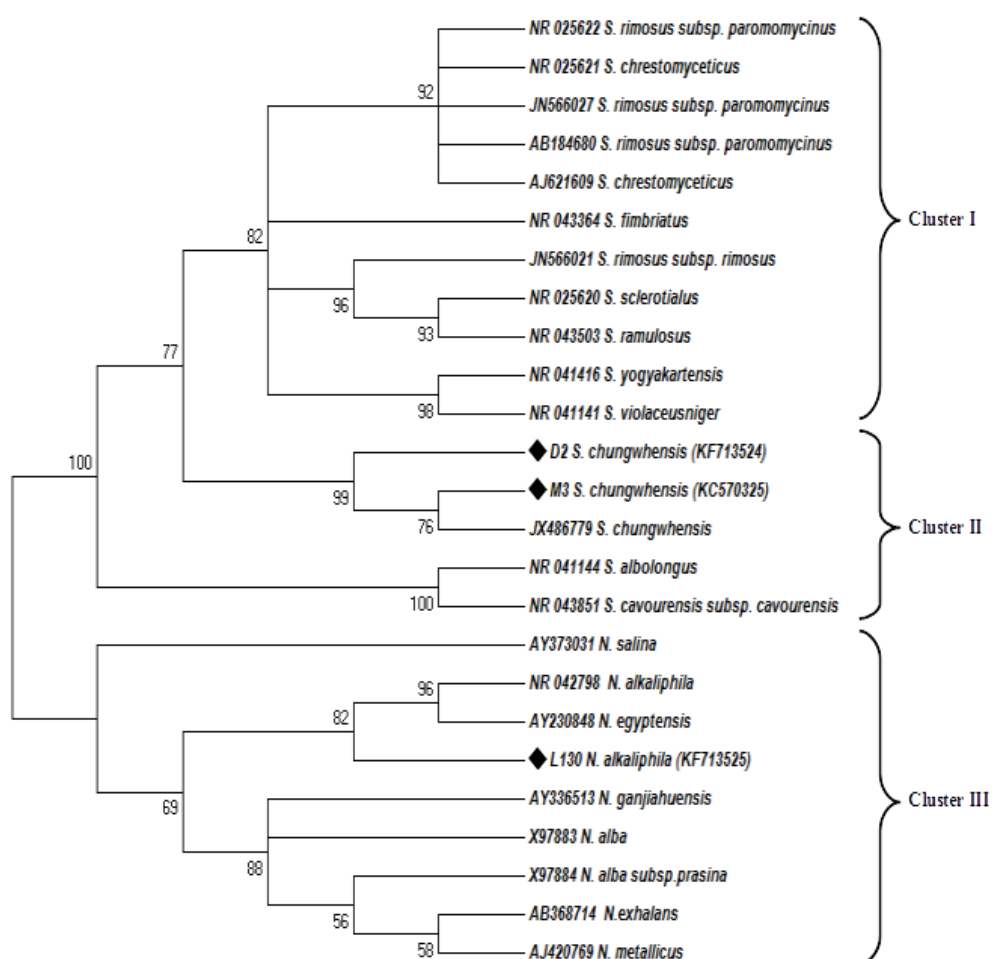 NR 025622 S. rimosus subsp. paromomycinus
NR 025621 S. chrestomyceticus
92
JN566027 S. rimosus subsp. paromomycinus
AB184680 S. rimosus subsp. paromomycinus
AJ621609 S. chrestomyceticus
NR 043364 S. fimbriatus
Cluster I
82
JN566021 S. rimosus subsp. rimosus
96
NR 025620 S. sclerotialus
93
NR 043503 S. ramulosus
77
NR 041416 S. yogyakartensis
98
NR 041141 S. violaceusniger
100
D2 S. chungwhensis (KF713524)
99
M3 S. chungwhensis (KC570325)
76
JX486779 S. chungwhensis
Cluster II
NR 041144 S. albolongus
100
NR 043851 S. cavourensis subsp. cavourensis
AY373031 N. salina
96
NR 042798 N. alkaliphila
82
AY230848 N. egyptensis
L130 N. alkaliphila (KF713525)
69
AY336513 N. ganjiahuensis
Cluster III
X97883 N. alba
88
X97884 N. alba subsp.prasina
56
AB368714 N.exhalans
58
AJ420769 N. metallicus